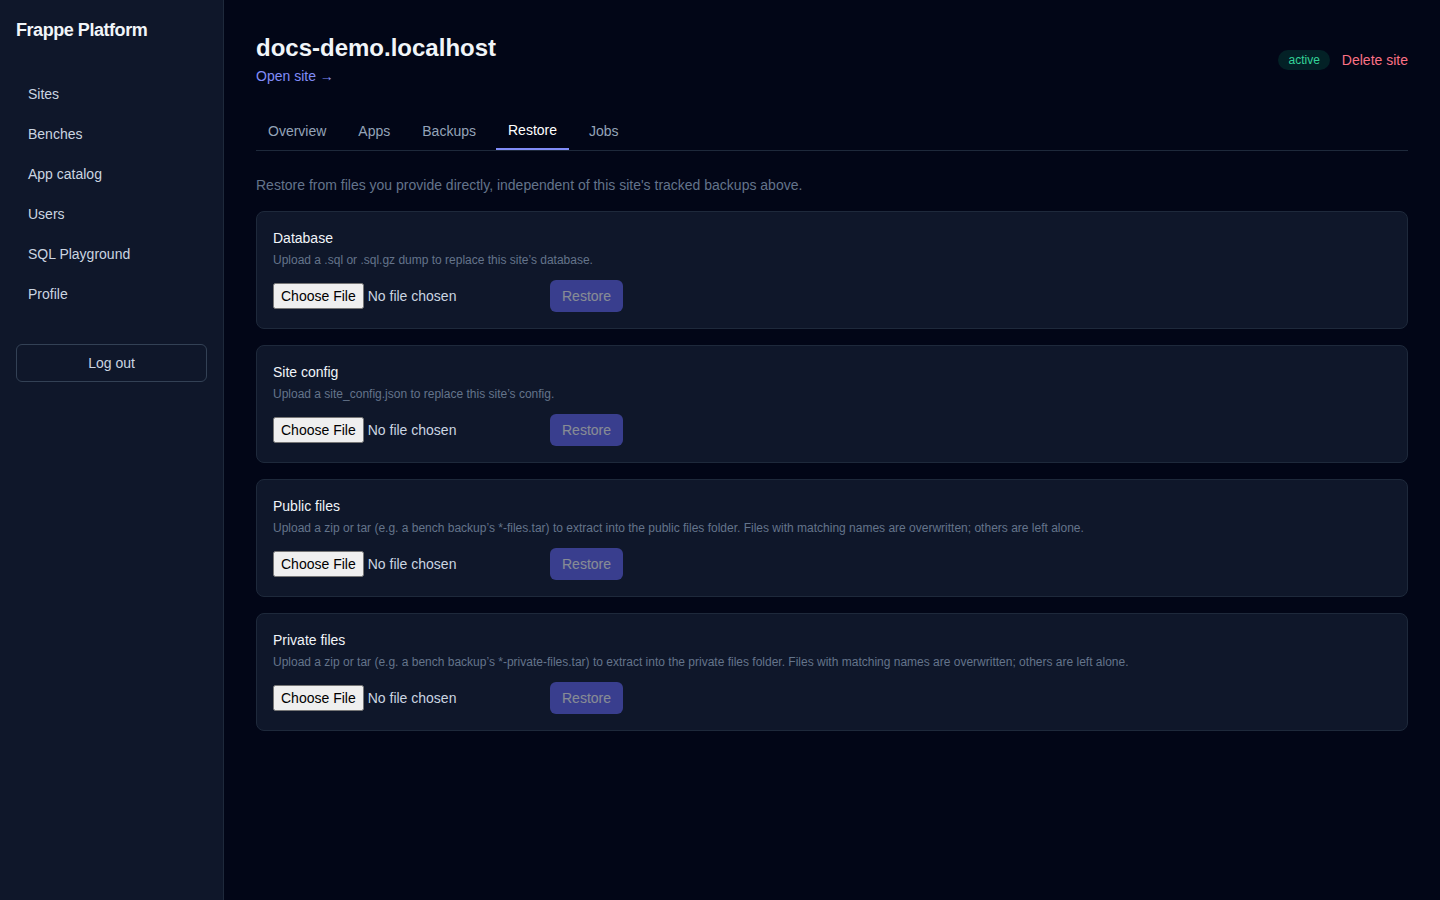 Frappe Platform
Sites
Benches
App catalog
Users
SQL Playground
Profile
Log out
docs-demo.localhost
Open site →
active
Delete site
Overview
Apps
Backups
Restore
Jobs
Restore from files you provide directly, independent of this site's tracked backups above.
Database
Upload a .sql or .sql.gz dump to replace this site's database.
Choose File No file chosen
Restore
Site config
Upload a site_config.json to replace this site's config.
Choose File No file chosen
Restore
Public files
Upload a zip or tar (e.g. a bench backup's *-files.tar) to extract into the public files folder. Files with matching names are overwritten; others are left alone.
Choose File No file chosen
Restore
Private files
Upload a zip or tar (e.g. a bench backup's *-private-files.tar) to extract into the private files folder. Files with matching names are overwritten; others are left alone.
Choose File No file chosen
Restore